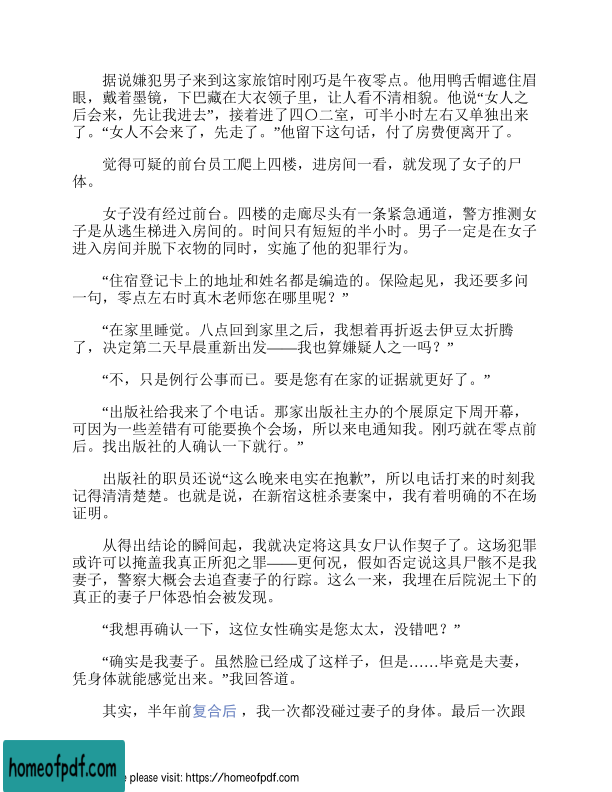 据说嫌犯男子来到这家旅馆时刚巧是午夜零点。他用鸭舌帽遮住眉
眼，戴着墨镜，下巴藏在大衣领子里，让人看不清相貌。他说“女人之
后会来，先让我进去”，接着进了四〇二室，可半小时左右又单独出来
了。“女人不会来了，先走了。”他留下这句话，付了房费便离开了。
觉得可疑的前台员工爬上四楼，进房间一看，就发现了女子的尸
体。
女子没有经过前台。四楼的走廊尽头有一条紧急通道，警方推测女
子是从逃生梯进入房间的。时间只有短短的半小时。男子一定是在女子
进入房间并脱下衣物的同时，实施了他的犯罪行为。
“住宿登记卡上的地址和姓名都是编造的。保险起见，我还要多问
一句，零点左右时真木老师您在哪里呢？”
“在家里睡觉。八点回到家里之后，我想着再折返去伊豆太折腾
了，决定第二天早晨重新出发——我也算嫌疑人之一吗？”
“不，只是例行公事而已。要是您有在家的证据就更好了。”
“出版社给我来了个电话。那家出版社主办的个展原定下周开幕，
可因为一些差错有可能要换个会场，所以来电通知我。刚巧就在零点前
后。找出版社的人确认一下就行。”
出版社的职员还说“这么晚来电实在抱歉”，所以电话打来的时刻我
记得清清楚楚。也就是说，在新宿这桩杀妻案中，我有着明确的不在场
证明。
从得出结论的瞬间起，我就决定将这具女尸认作契子了。这场犯罪
或许可以掩盖我真正所犯之罪——更何况，假如否定说这具尸骸不是我
妻子，警察大概会去追查妻子的行踪。这么一来，我埋在后院泥土下的
真正的妻子尸体恐怕会被发现。
“我想再确认一下，这位女性确实是您太太，没错吧？”
“确实是我妻子。虽然脸已经成了这样子，但是……毕竟是夫妻，
凭身体就能感觉出来。”我回答道。
其实，半年前复合后 ，我一次都没碰过妻子的身体。最后一次跟
homeofpdf.com
e please visit: https://homeofpdf.com